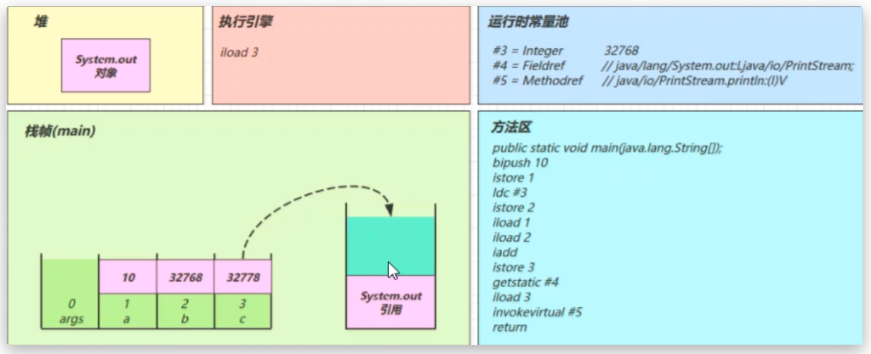 堆
System.out
对象
执行引擎
iload 3
运行时常量池
#3 = Integer 32768
#4 = Fieldref // java/lang/System.out:Ljava/io/PrintStream;
#5 = Methodref // java/io/PrintStream.println:(I)V
栈帧(main)
10 32768 32778
0 1 2 3
args a b c
System.out
引用
方法区
public static void main(java.lang.String[]);
bipush 10
istore 1
ldc #3
istore 2
iload 1
iload 2
iadd
istore 3
getstatic #4
iload 3
invokevirtual #5
return